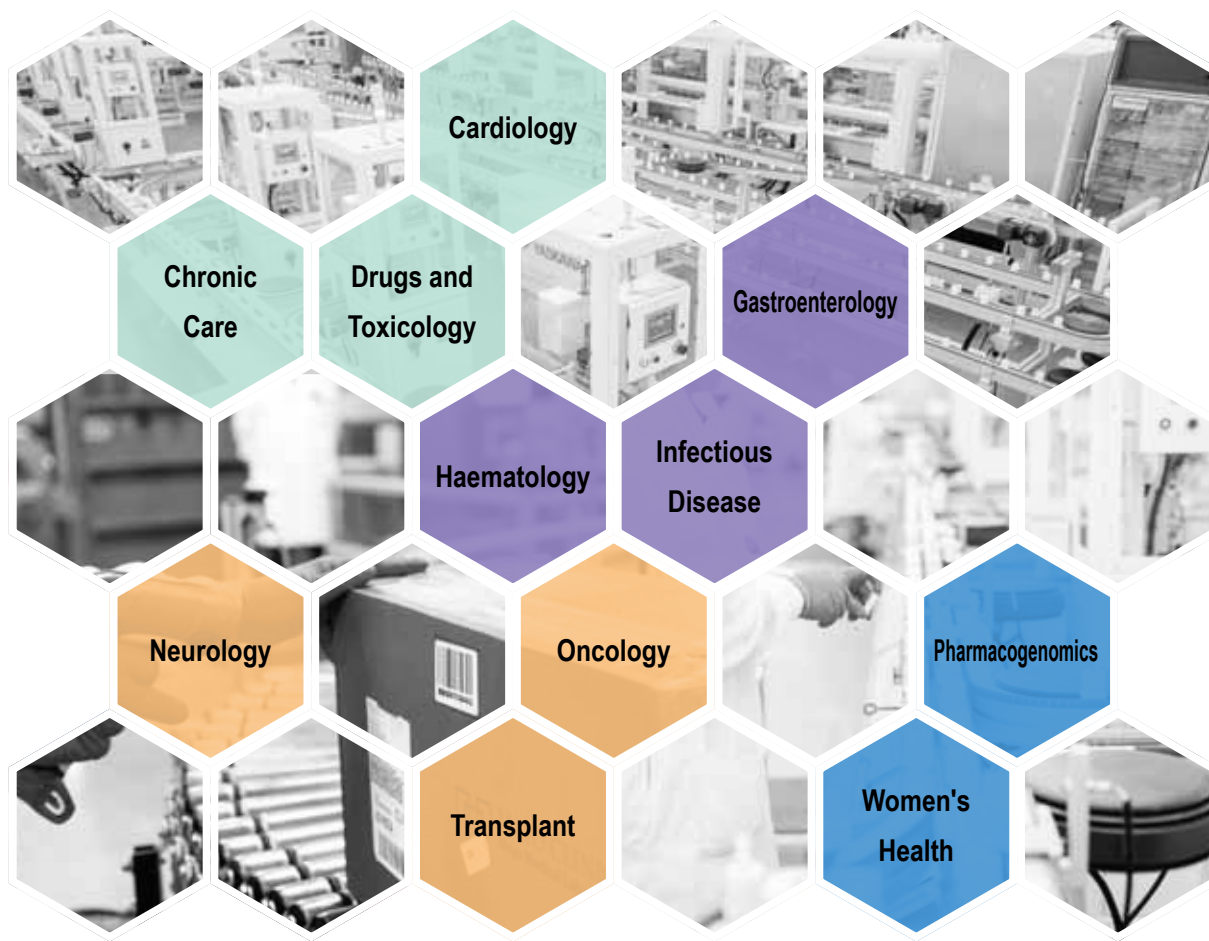 Cardiology
Chronic
Care
Drugs and
Toxicology
Gastroenterology
Haematology
Infectious
Disease
Neurology
Oncology
Pharmacogenomics
Transplant
Women's
Health